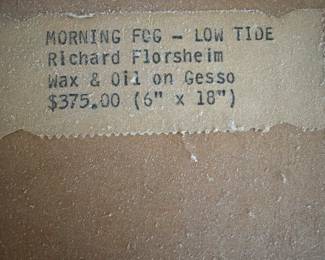 MORNING FOG - LOW TIDE
Richard Florsheim
Wax & Oil on Gesso
$375.00 (6" x 18")